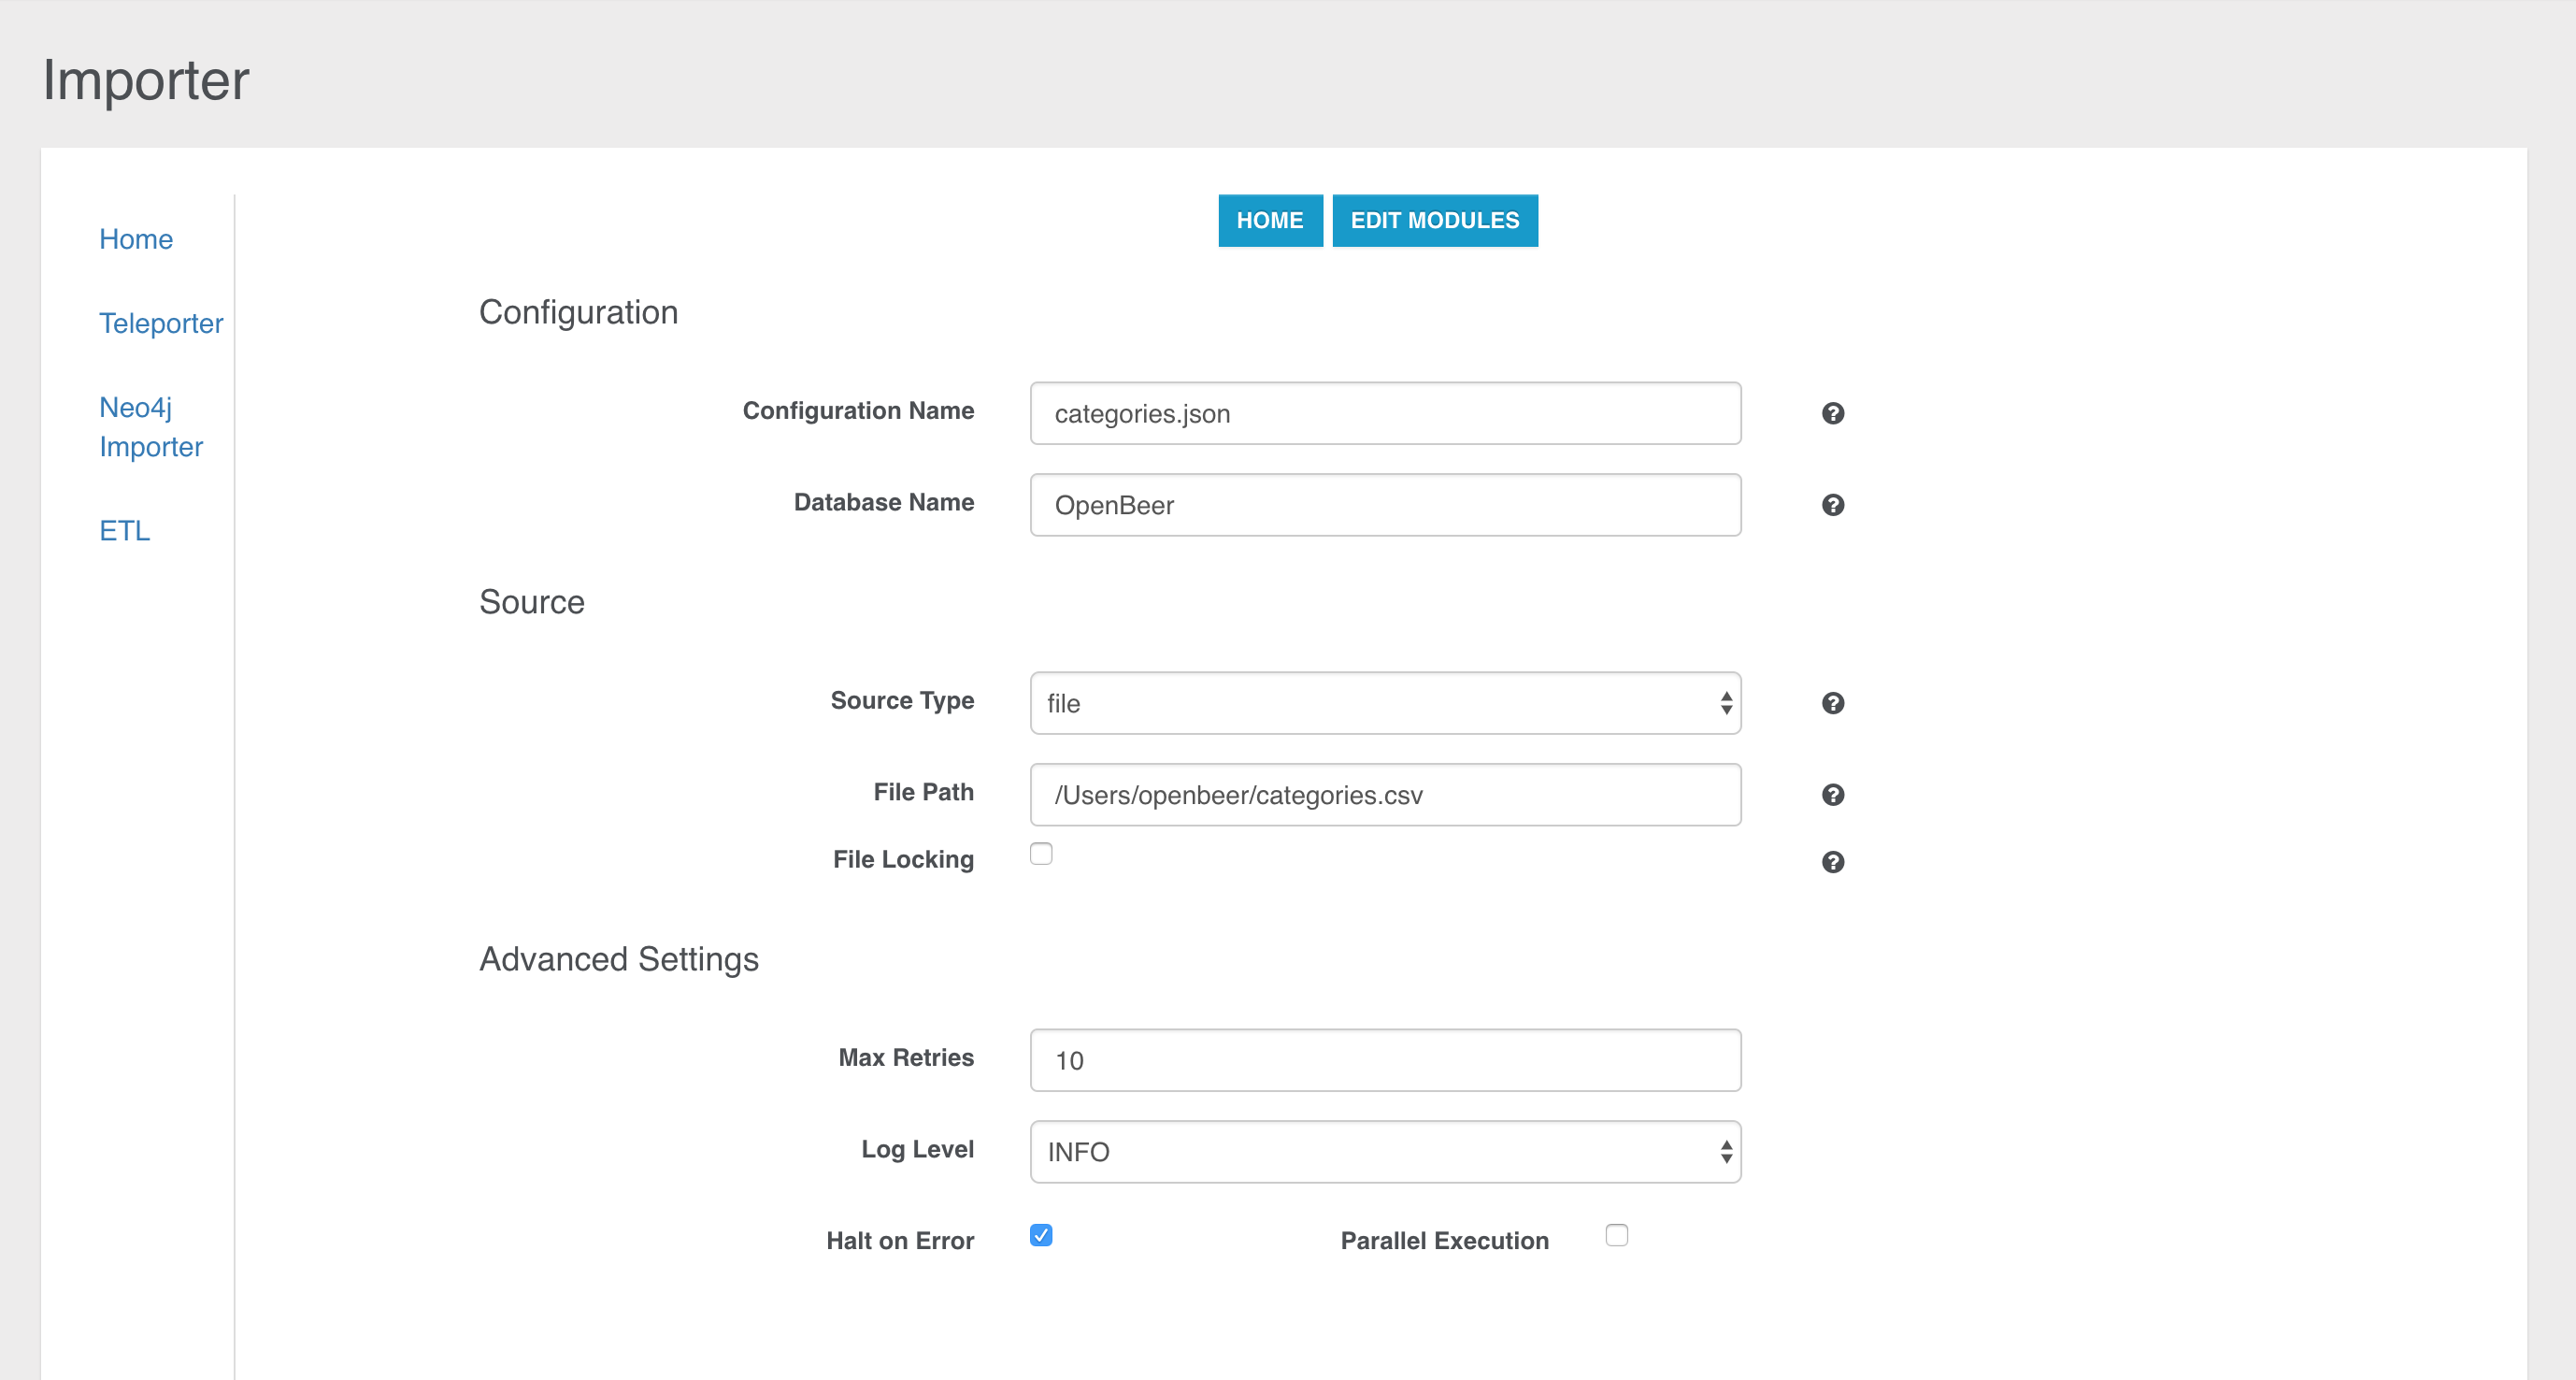 Importer
Home
Teleporter
Neo4j
Importer
ETL
HOME
EDIT MODULES
Configuration
Configuration Name
categories.json
Database Name
OpenBeer
Source
Source Type
file
File Path
/Users/openbeer/categories.csv
File Locking
Advanced Settings
Max Retries
10
Log Level
INFO
Halt on Error
Parallel Execution